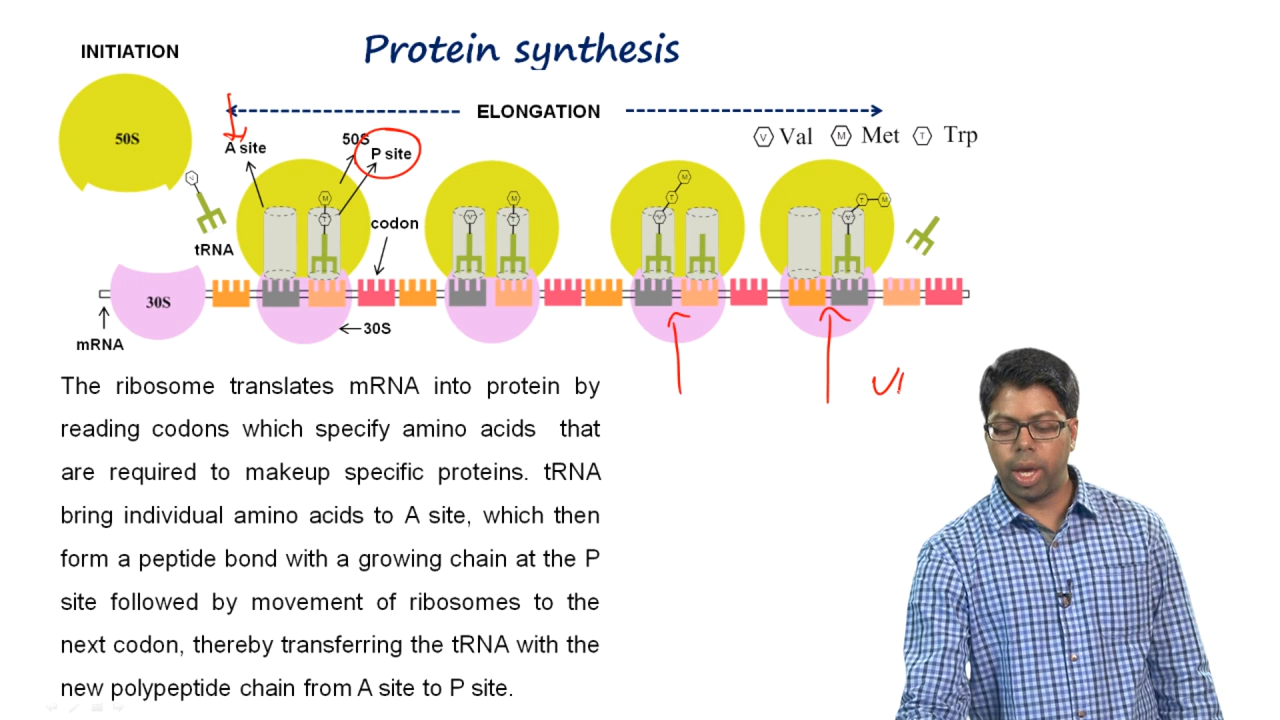 Protein synthesis
INITIATION
ELONGATION
50S
A site
50S
P site
V Val M Met T Trp
V
M
T
codon
tRNA
V
M
T
M
T
V
V
T
M
30S
mRNA
30S
The ribosome translates mRNA into protein by
reading codons which specify amino acids that
are required to makeup specific proteins. tRNA
bring individual amino acids to A site, which then
form a peptide bond with a growing chain at the P
site followed by movement of ribosomes to the
next codon, thereby transferring the tRNA with the
new polypeptide chain from A site to P site.